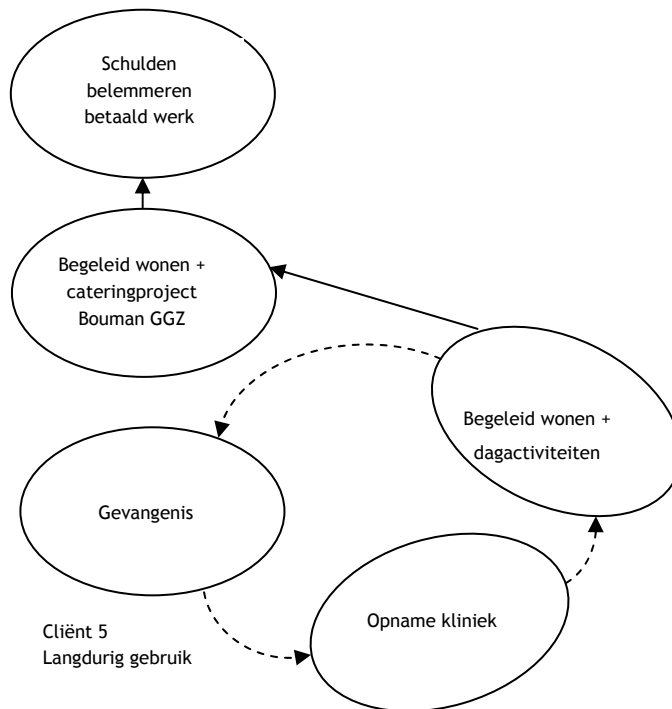 Schulden
belemmeren
betaald werk
Begeleid wonen +
cateringproject
Bouman GGZ
Begeleid wonen +
dagactiviteiten
Gevangenis
Opname kliniek
Cliënt 5
Langdurig gebruik